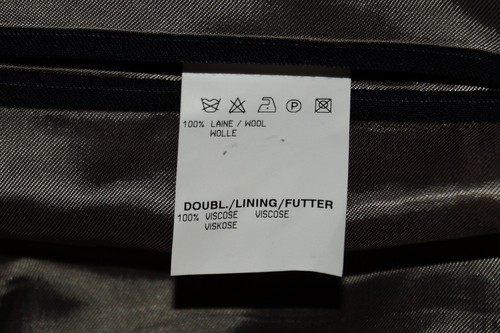 P
100% LAINE / WOOL
WOLLE
DOUBL./LINING/FUTTER
100% VISCOSE VISCOSE
VISKOSE